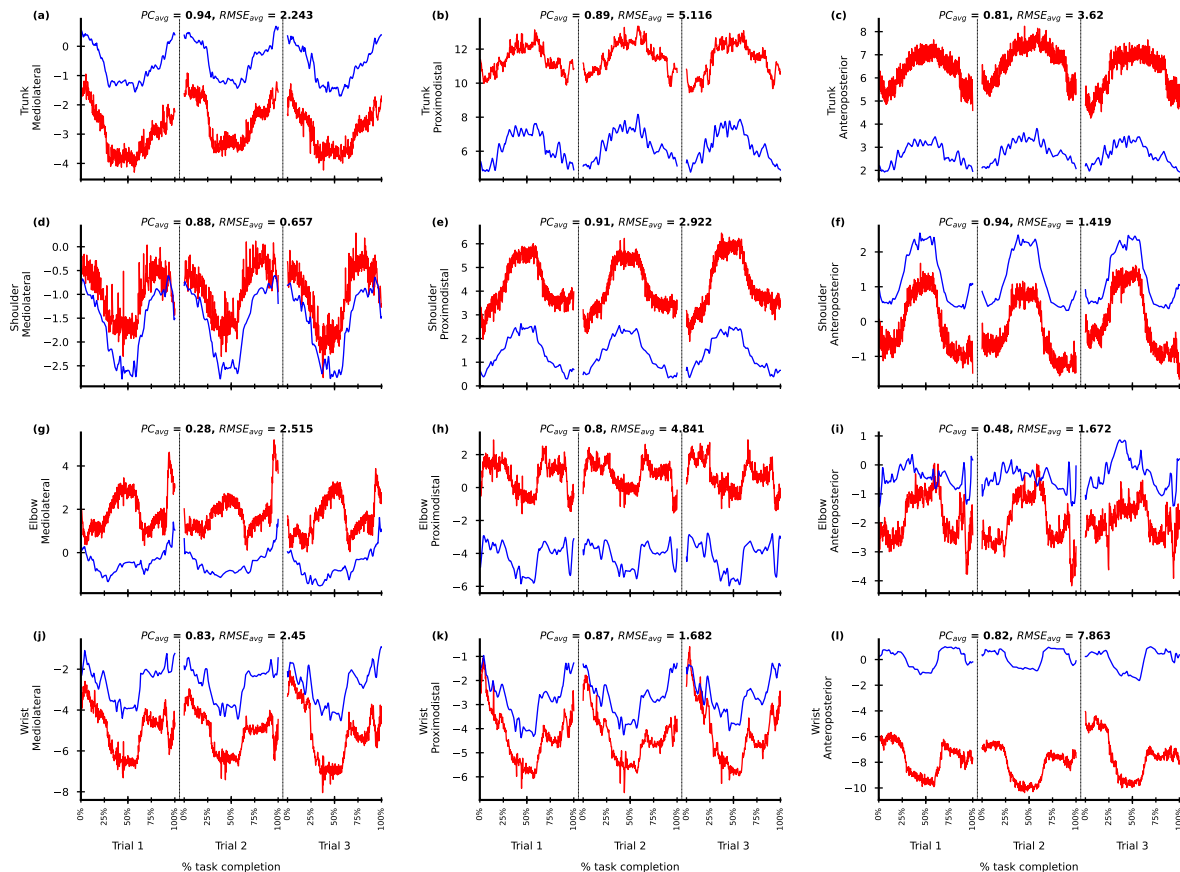 (a) PC_avg = 0.94, RMSE_avg = 2.243
Trunk
Mediolateral
0
−1
−2
−3
−4
(b) PC_avg = 0.89, RMSE_avg = 5.116
Trunk
Proximodistal
12
10
8
6
(c) PC_avg = 0.81, RMSE_avg = 3.62
Trunk
Anteroposterior
8
7
6
5
4
3
2
(d) PC_avg = 0.88, RMSE_avg = 0.657
Shoulder
Mediolateral
0.0
−0.5
−1.0
−1.5
−2.0
−2.5
(e) PC_avg = 0.91, RMSE_avg = 2.922
Shoulder
Proximodistal
6
5
4
3
2
1
0
(f) PC_avg = 0.94, RMSE_avg = 1.419
Shoulder
Anteroposterior
2
1
0
−1
(g) PC_avg = 0.28, RMSE_avg = 2.515
Elbow
Mediolateral
4
2
0
(h) PC_avg = 0.8, RMSE_avg = 4.841
Elbow
Proximodistal
2
0
−2
−4
−6
(i) PC_avg = 0.48, RMSE_avg = 1.672
Elbow
Anteroposterior
1
0
−1
−2
−3
−4
(j) PC_avg = 0.83, RMSE_avg = 2.45
Wrist
Mediolateral
−2
−4
−6
−8
0% 25% 50% 75% 100% 0% 25% 50% 75% 100% 0% 25% 50% 75% 100%
Trial 1 Trial 2 Trial 3
% task completion
(k) PC_avg = 0.87, RMSE_avg = 1.682
Wrist
Proximodistal
−1
−2
−3
−4
−5
−6
0% 25% 50% 75% 100% 0% 25% 50% 75% 100% 0% 25% 50% 75% 100%
Trial 1 Trial 2 Trial 3
% task completion
(l) PC_avg = 0.82, RMSE_avg = 7.863
Wrist
Anteroposterior
0
−2
−4
−6
−8
−10
0% 25% 50% 75% 100% 0% 25% 50% 75% 100% 0% 25% 50% 75% 100%
Trial 1 Trial 2 Trial 3
% task completion